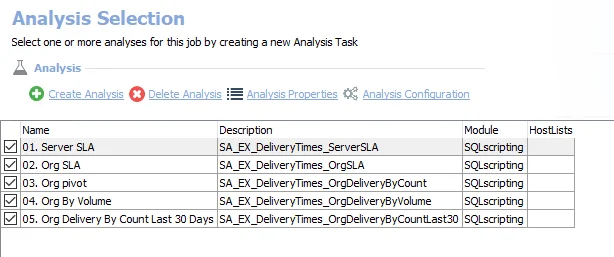 Analysis Selection
Select one or more analyses for this job by creating a new Analysis Task
Analysis
Create Analysis Delete Analysis Analysis Properties Analysis Configuration
Name Description Module HostLists
01. Server SLA SA_EX_DeliveryTimes_ServerSLA SQLscripting
02. Org SLA SA_EX_DeliveryTimes_OrgSLA SQLscripting
03. Org pivot SA_EX_DeliveryTimes_OrgDeliveryByCount SQLscripting
04. Org By Volume SA_EX_DeliveryTimes_OrgDeliveryByVolume SQLscripting
05. Org Delivery By Count Last 30 Days SA_EX_DeliveryTimes_OrgDeliveryByCountLast30 SQLscripting